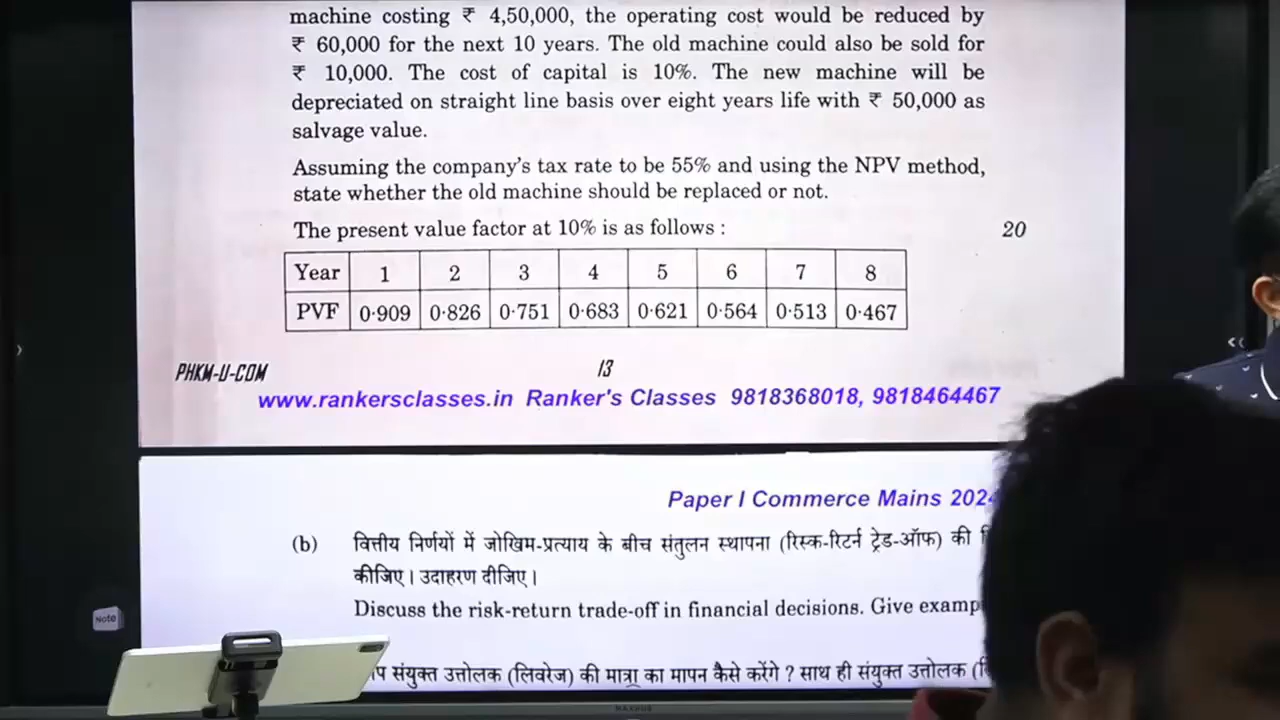 machine costing ₹ 4,50,000, the operating cost would be reduced by
₹ 60,000 for the next 10 years. The old machine could also be sold for
₹ 10,000. The cost of capital is 10%. The new machine will be
depreciated on straight line basis over eight years life with ₹ 50,000 as
salvage value.
Assuming the company's tax rate to be 55% and using the NPV method,
state whether the old machine should be replaced or not.
The present value factor at 10% is as follows : 20
Year 1 2 3 4 5 6 7 8
PVF 0·909 0·826 0·751 0·683 0·621 0·564 0·513 0·467
PHKM-U-COM 13
www.rankersclasses.in Ranker's Classes 9818368018, 9818464467
Paper I Commerce Mains 2024
(b) वित्तीय निर्णयों में जोखिम-प्रत्याय के बीच संतुलन स्थापना (रिस्क-रिटर्न ट्रेड-ऑफ) की
कीजिए। उदाहरण दीजिए।
Discuss the risk-return trade-off in financial decisions. Give
संयुक्त उत्तोलक (लिवरेज) की मात्रा का मापन कैसे करेंगे ? साथ ही संयुक्त उत्तोलक
Note